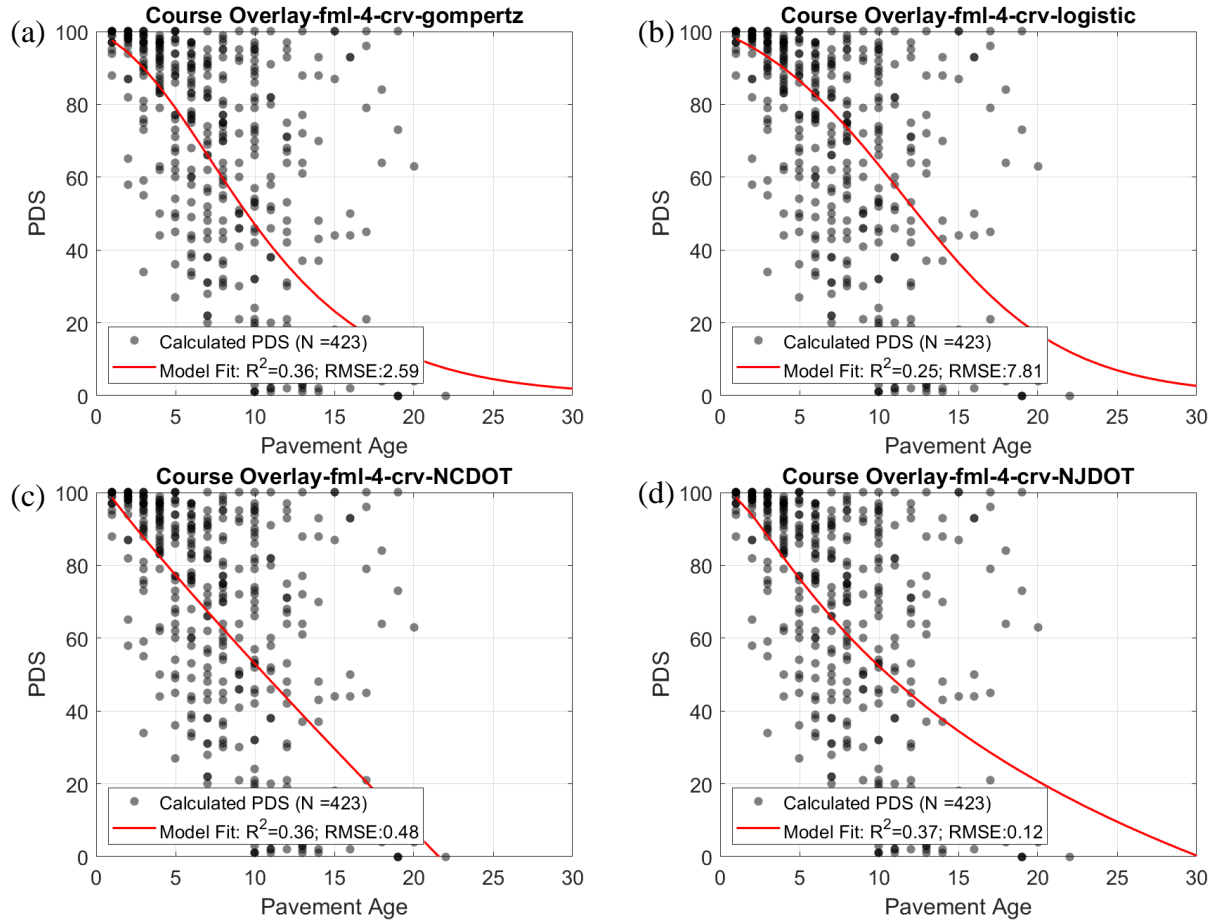 (a)
Course Overlay-fml-4-crv-gompertz
100
80
60
40
20
0
PDS
Calculated PDS (N =423)
Model Fit: R²=0.36; RMSE:2.59
0 5 10 15 20 25 30
Pavement Age
(b)
Course Overlay-fml-4-crv-logistic
100
80
60
40
20
0
PDS
Calculated PDS (N =423)
Model Fit: R²=0.25; RMSE:7.81
0 5 10 15 20 25 30
Pavement Age
(c)
Course Overlay-fml-4-crv-NCDOT
100
80
60
40
20
0
PDS
Calculated PDS (N =423)
Model Fit: R²=0.36; RMSE:0.48
0 5 10 15 20 25 30
Pavement Age
(d)
Course Overlay-fml-4-crv-NJDOT
100
80
60
40
20
0
PDS
Calculated PDS (N =423)
Model Fit: R²=0.37; RMSE:0.12
0 5 10 15 20 25 30
Pavement Age